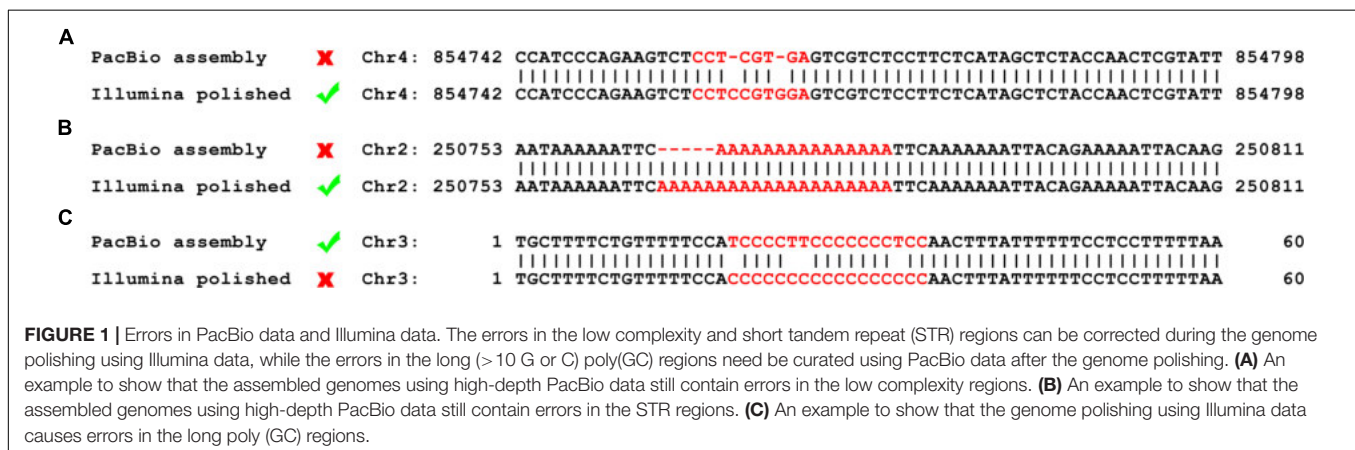 A
PacBio assembly ✗ Chr4: 854742 CCATCCCAGAAGTCTCCT-CGT-GAGTCGTCTCCTTCTCATAGCTCTACCAACTCGTATT 854798
Illumina polished ✓ Chr4: 854742 CCATCCCAGAAGTCTCCTCCGTGGAGTCGTCTCCTTCTCATAGCTCTACCAACTCGTATT 854798
B
PacBio assembly ✗ Chr2: 250753 AATAAAAAATTC-----AAAAAAAAAAAAAAATTCAAAAAAATTACAGAAAAATTACAAG 250811
Illumina polished ✓ Chr2: 250753 AATAAAAAATTCAAAAAAAAAAAAAAAAAAAATTCAAAAAAATTACAGAAAAATTACAAG 250811
C
PacBio assembly ✓ Chr3: 1 TGCTTTTCTGTTTTTCCATCCCCTTCCCCCCCTCCAACTTTATTTTTTCCTCCTTTTTAA 60
Illumina polished ✗ Chr3: 1 TGCTTTTCTGTTTTTCCACCCCCCCCCCCCCCCCCAACTTTATTTTTTCCTCCTTTTTAA 60
FIGURE 1 | Errors in PacBio data and Illumina data. The errors in the low complexity and short tandem repeat (STR) regions can be corrected during the genome
polishing using Illumina data, while the errors in the long (>10 G or C) poly(GC) regions need be curated using PacBio data after the genome polishing. (A) An
example to show that the assembled genomes using high-depth PacBio data still contain errors in the low complexity regions. (B) An example to show that the
assembled genomes using high-depth PacBio data still contain errors in the STR regions. (C) An example to show that the genome polishing using Illumina data
causes errors in the long poly (GC) regions.